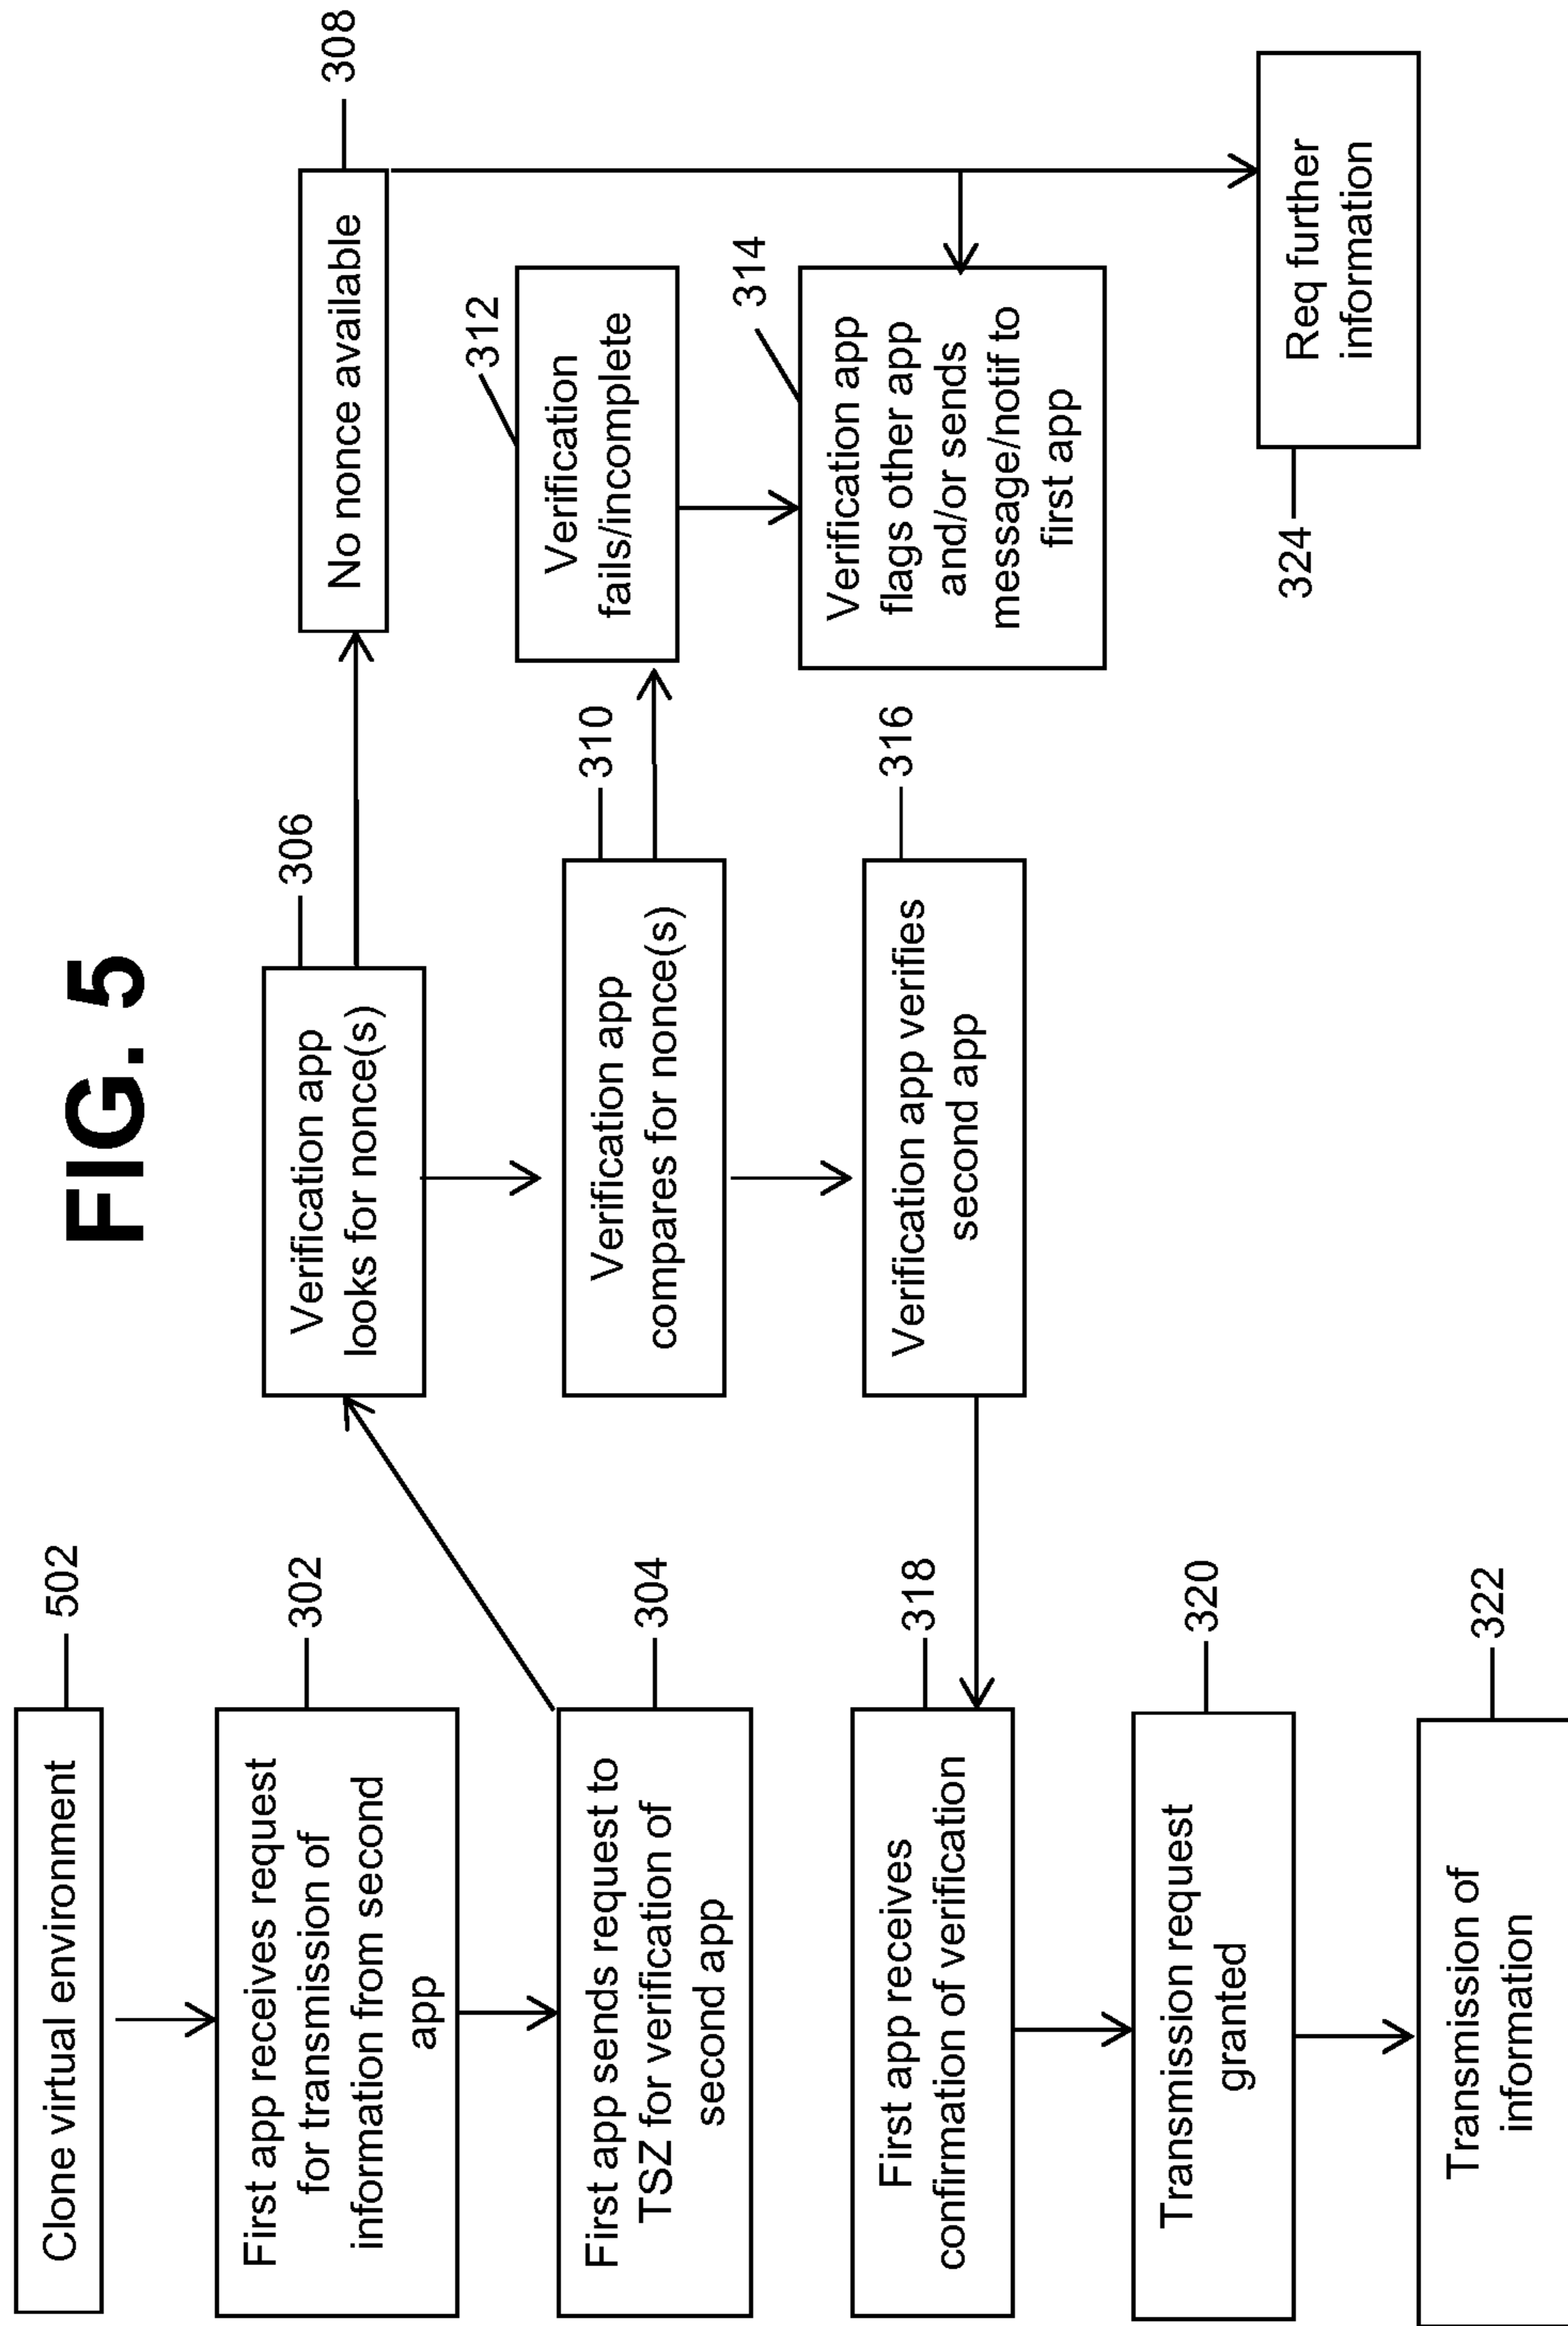 FIG. 5
Clone virtual environment
502
First app receives request
for transmission of
information from second
app
302
First app sends request to
TSZ for verification of
second app
304
Verification app
looks for nonce(s)
306
No nonce available
308
Verification app
compares for nonce(s)
310
Verification
fails/incomplete
312
Verification app
flags other app
and/or sends
message/notif to
first app
314
Verification app verifies
second app
316
First app receives
confirmation of verification
318
Transmission request
granted
320
Transmission of
information
322
Req further
information
324